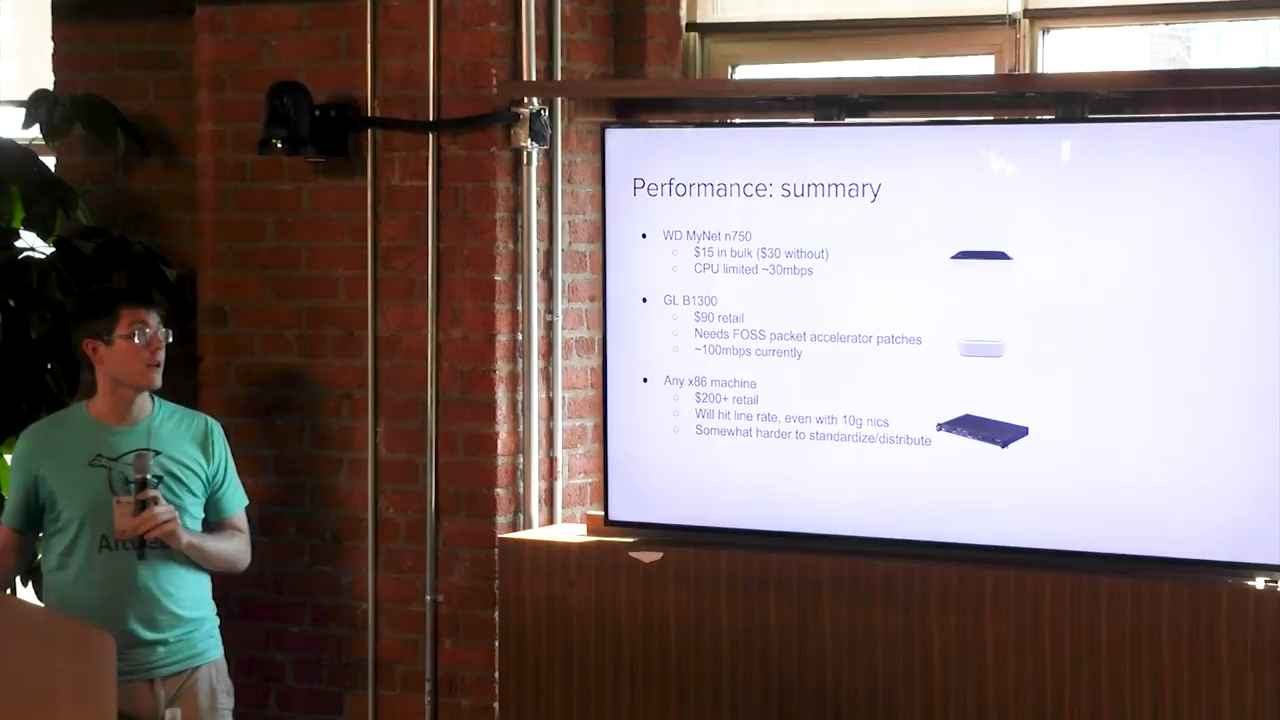 Performance: summary
WD MyNet n750
$15 in bulk ($30 without)
CPU limited ~30mbps
GL B1300
$90 retail
Needs FOSS packet accelerator patches
~100mbps currently
Any x86 machine
$200+ retail
Will hit line rate, even with 10g nics
Somewhat harder to standardize/distribute